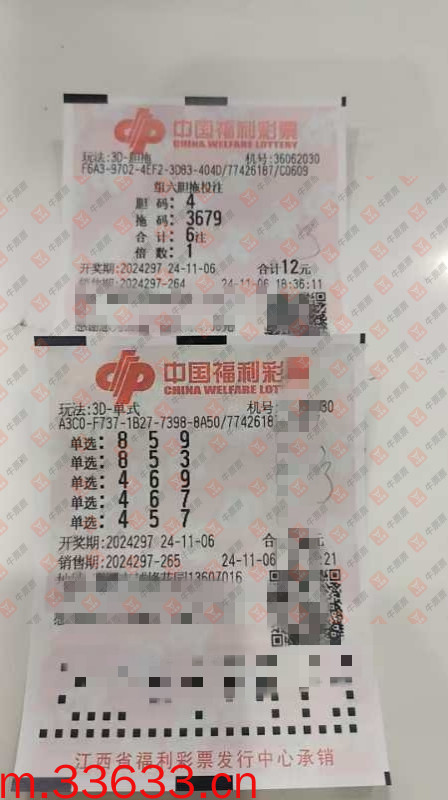 中国福利彩票
CHINA WELFARE LOTTERY
玩法:3D-胆拖 机号:36062030
F6A3-9702-4EF2-3D83-404D/77426187/C0609
组六胆拖投注
胆 码: 4
拖 码: 3679
合 计: 6注
倍 数: 1
开奖期:2024297 24-11-06 合计12元
销售期:2024297-264 24-11-06 18:36:11
3
中国福利彩
CHINA WELFARE LOT
玩法:3D-单式 机号 30
A3C0-F737-1B27-7398-8A50/7742618
单选: 8 5 9
单选: 8 5 3
单选: 4 6 9
单选: 4 6 7
单选: 4 5 7
3
开奖期:2024297 24-11-06 合 元
销售期:2024297-265 24-11-06 :21
13607016
江西省福利彩票发行中心承销
m.33633.cn